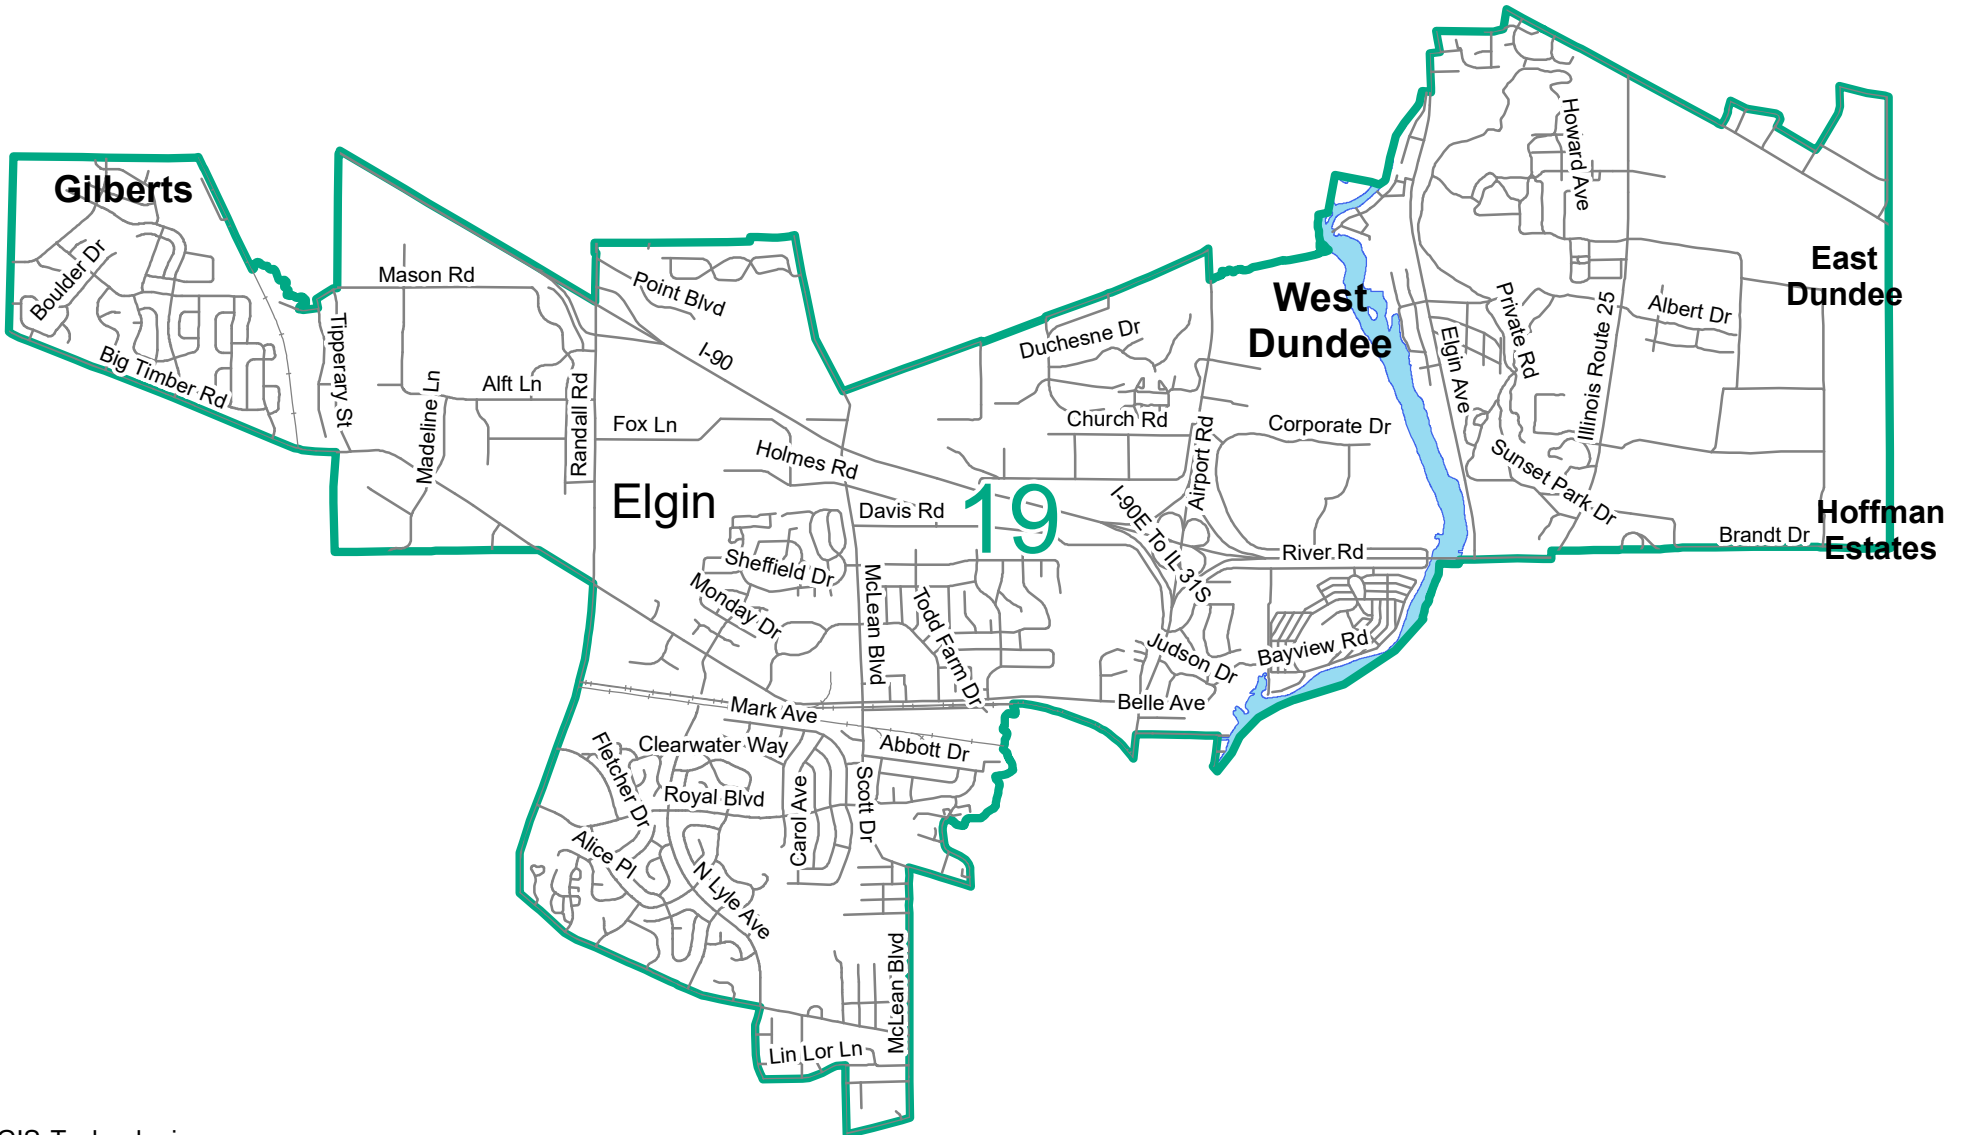 Howard Ave
Gilberts
East
Dundee
Boulder Dr
Mason Rd
Point Blvd
West
Dundee
Private Rd
Illinois Route 25
Albert Dr
Tipperary St
Big Timber Rd
I-90
Duchesne Dr
Elgin Ave
Alft Ln
Madeline Ln
Randall Rd
Fox Ln
Church Rd
Airport Rd
Corporate Dr
Holmes Rd
Sunset Park Dr
Elgin
19
Davis Rd
I-90E To IL-31S
Hoffman
Estates
Brandt Dr
River Rd
Sheffield Dr
Monday Dr
McLean Blvd
Todd Farm Dr
Judson Dr
Bayview Rd
Mark Ave
Belle Ave
Clearwater Way
Abbott Dr
Fletcher Dr
Royal Blvd
Carol Ave
Scott Dr
Alice Pl
N Lyle Ave
McLean Blvd
Lin Lor Ln